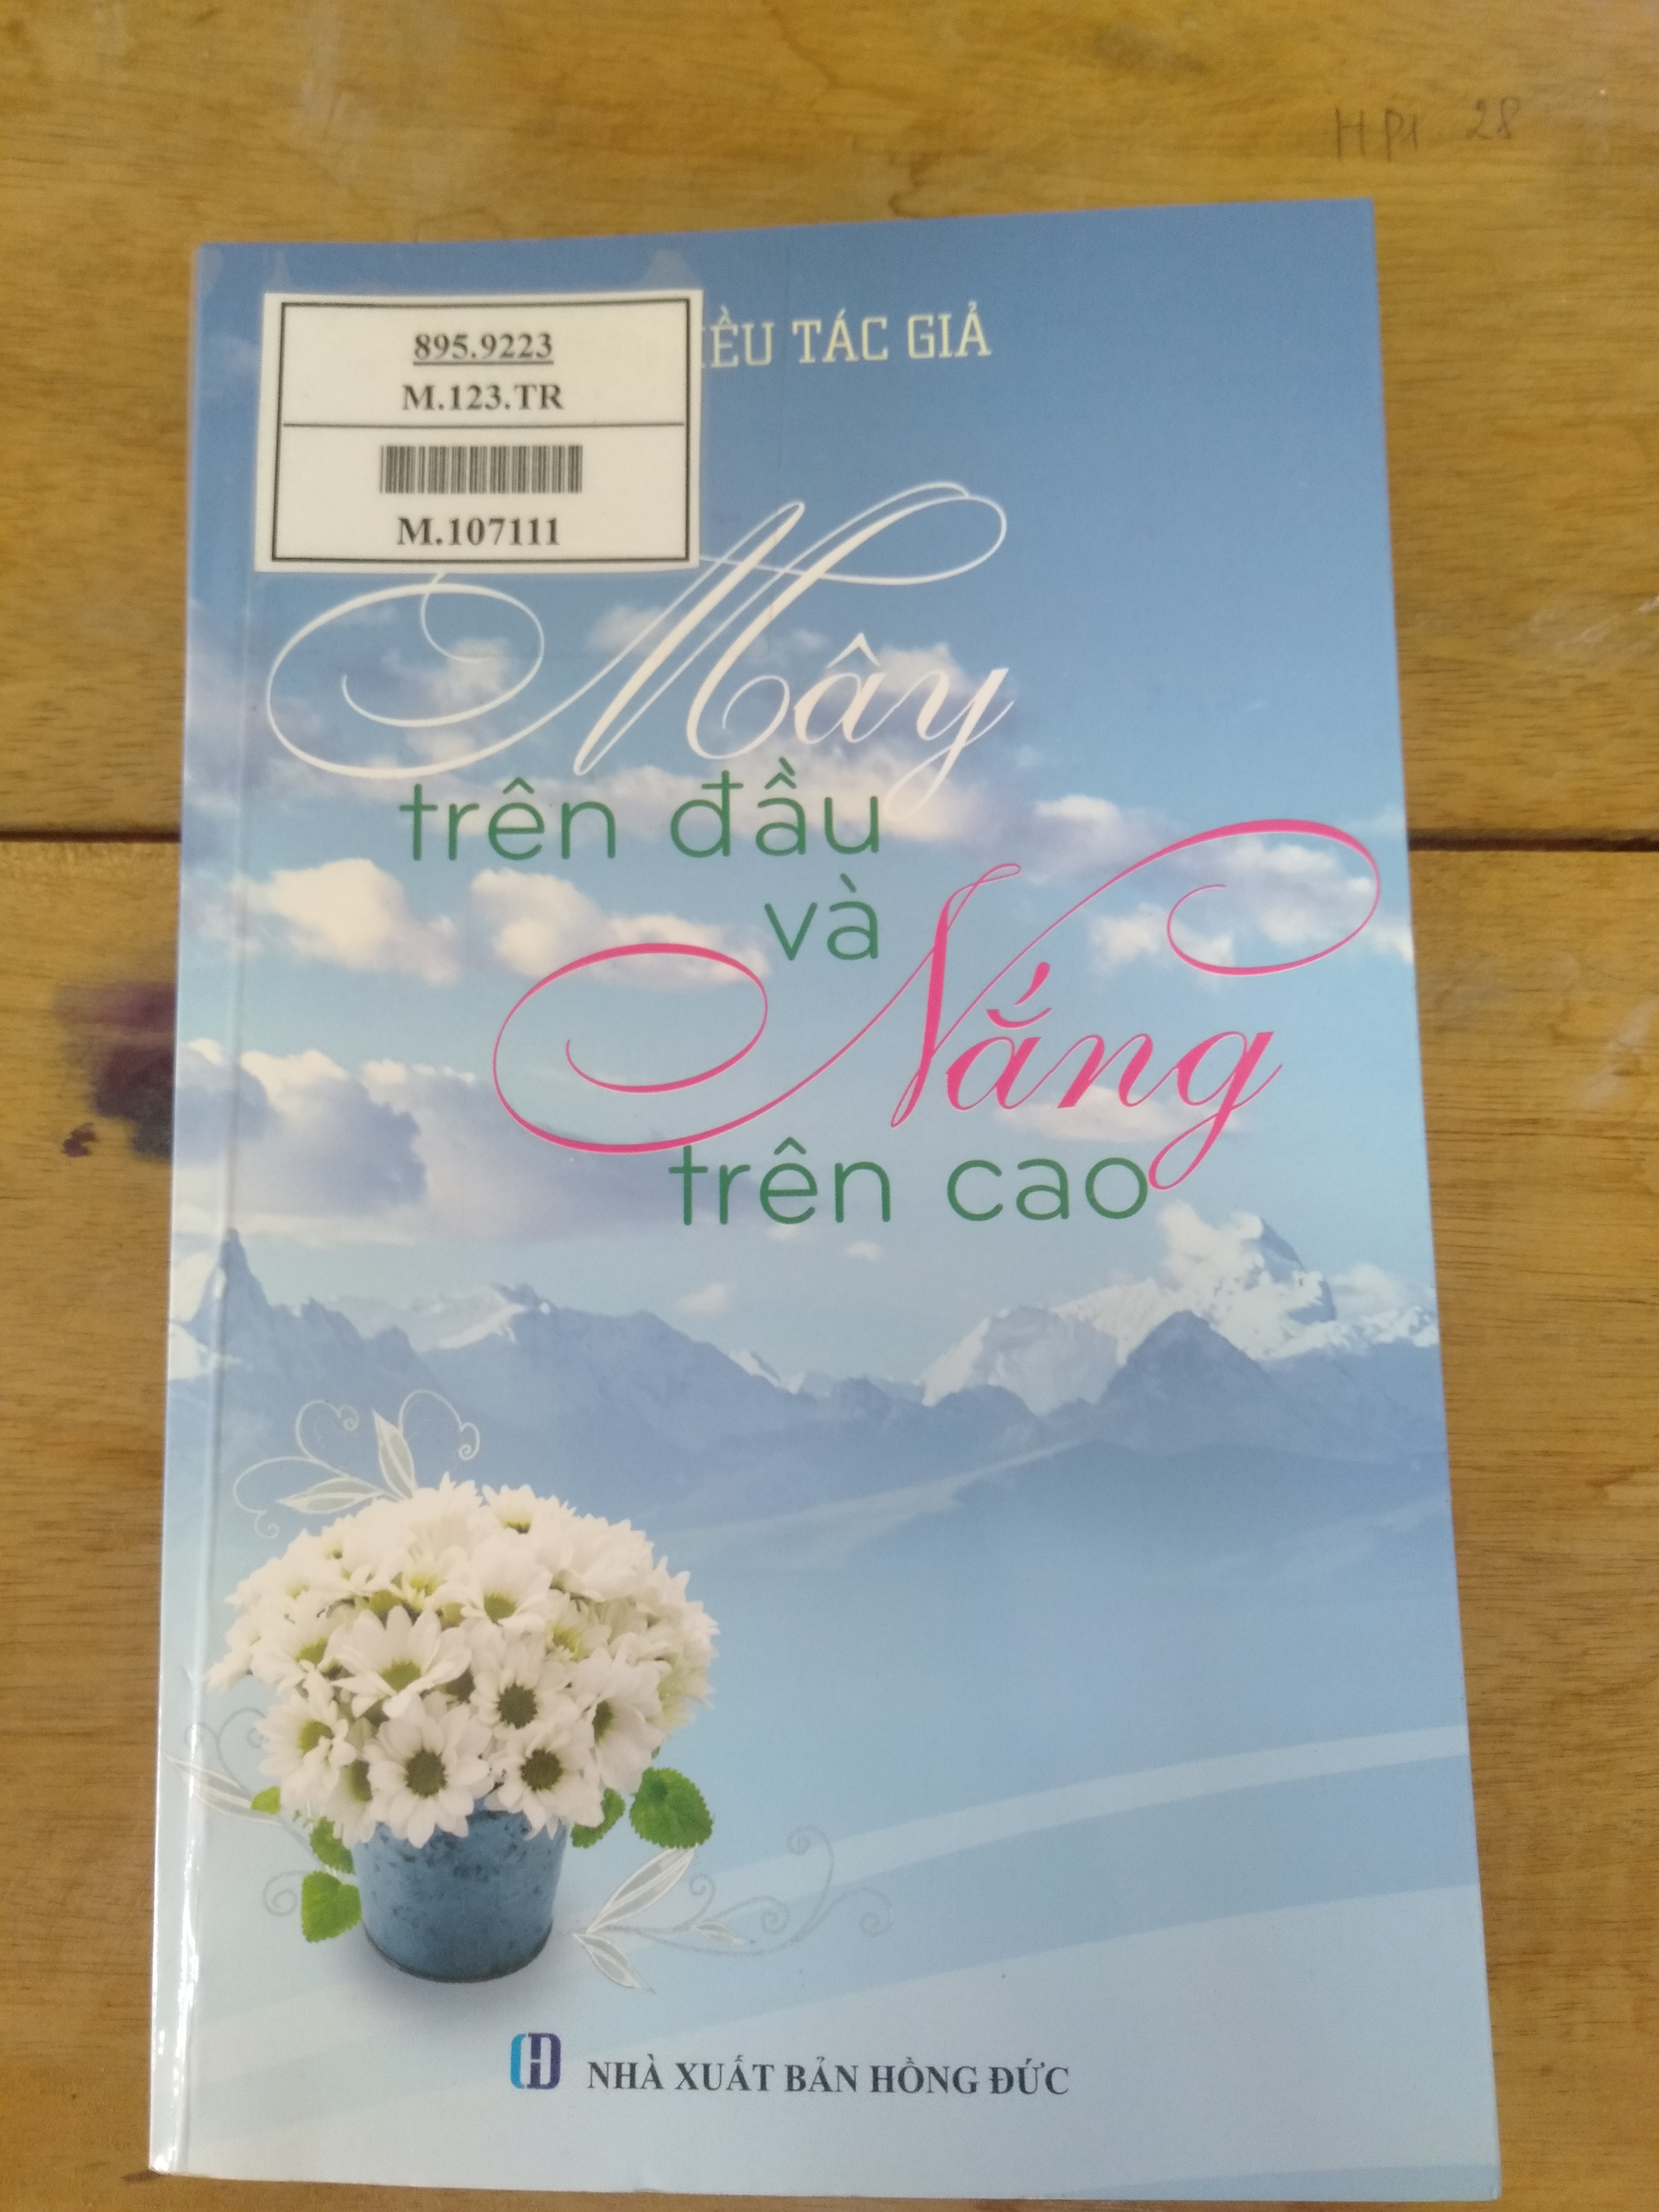 HP1 28
895.9223
M.123.TR
M.107111
IỀU TÁC GIẢ
Mây
trên đầu
và
Nắng
trên cao
NHÀ XUẤT BẢN HỒNG ĐỨC